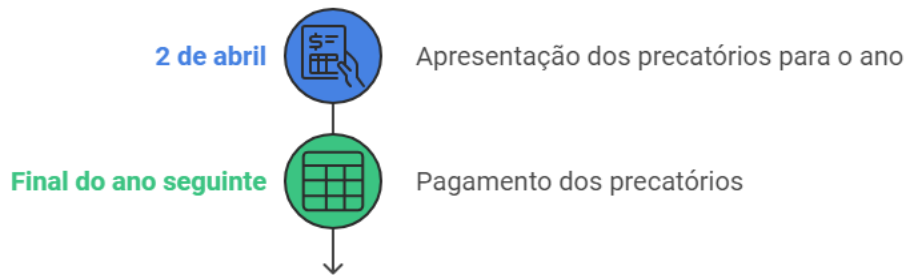 2 de abril
Apresentação dos precatórios para o ano
Final do ano seguinte
Pagamento dos precatórios